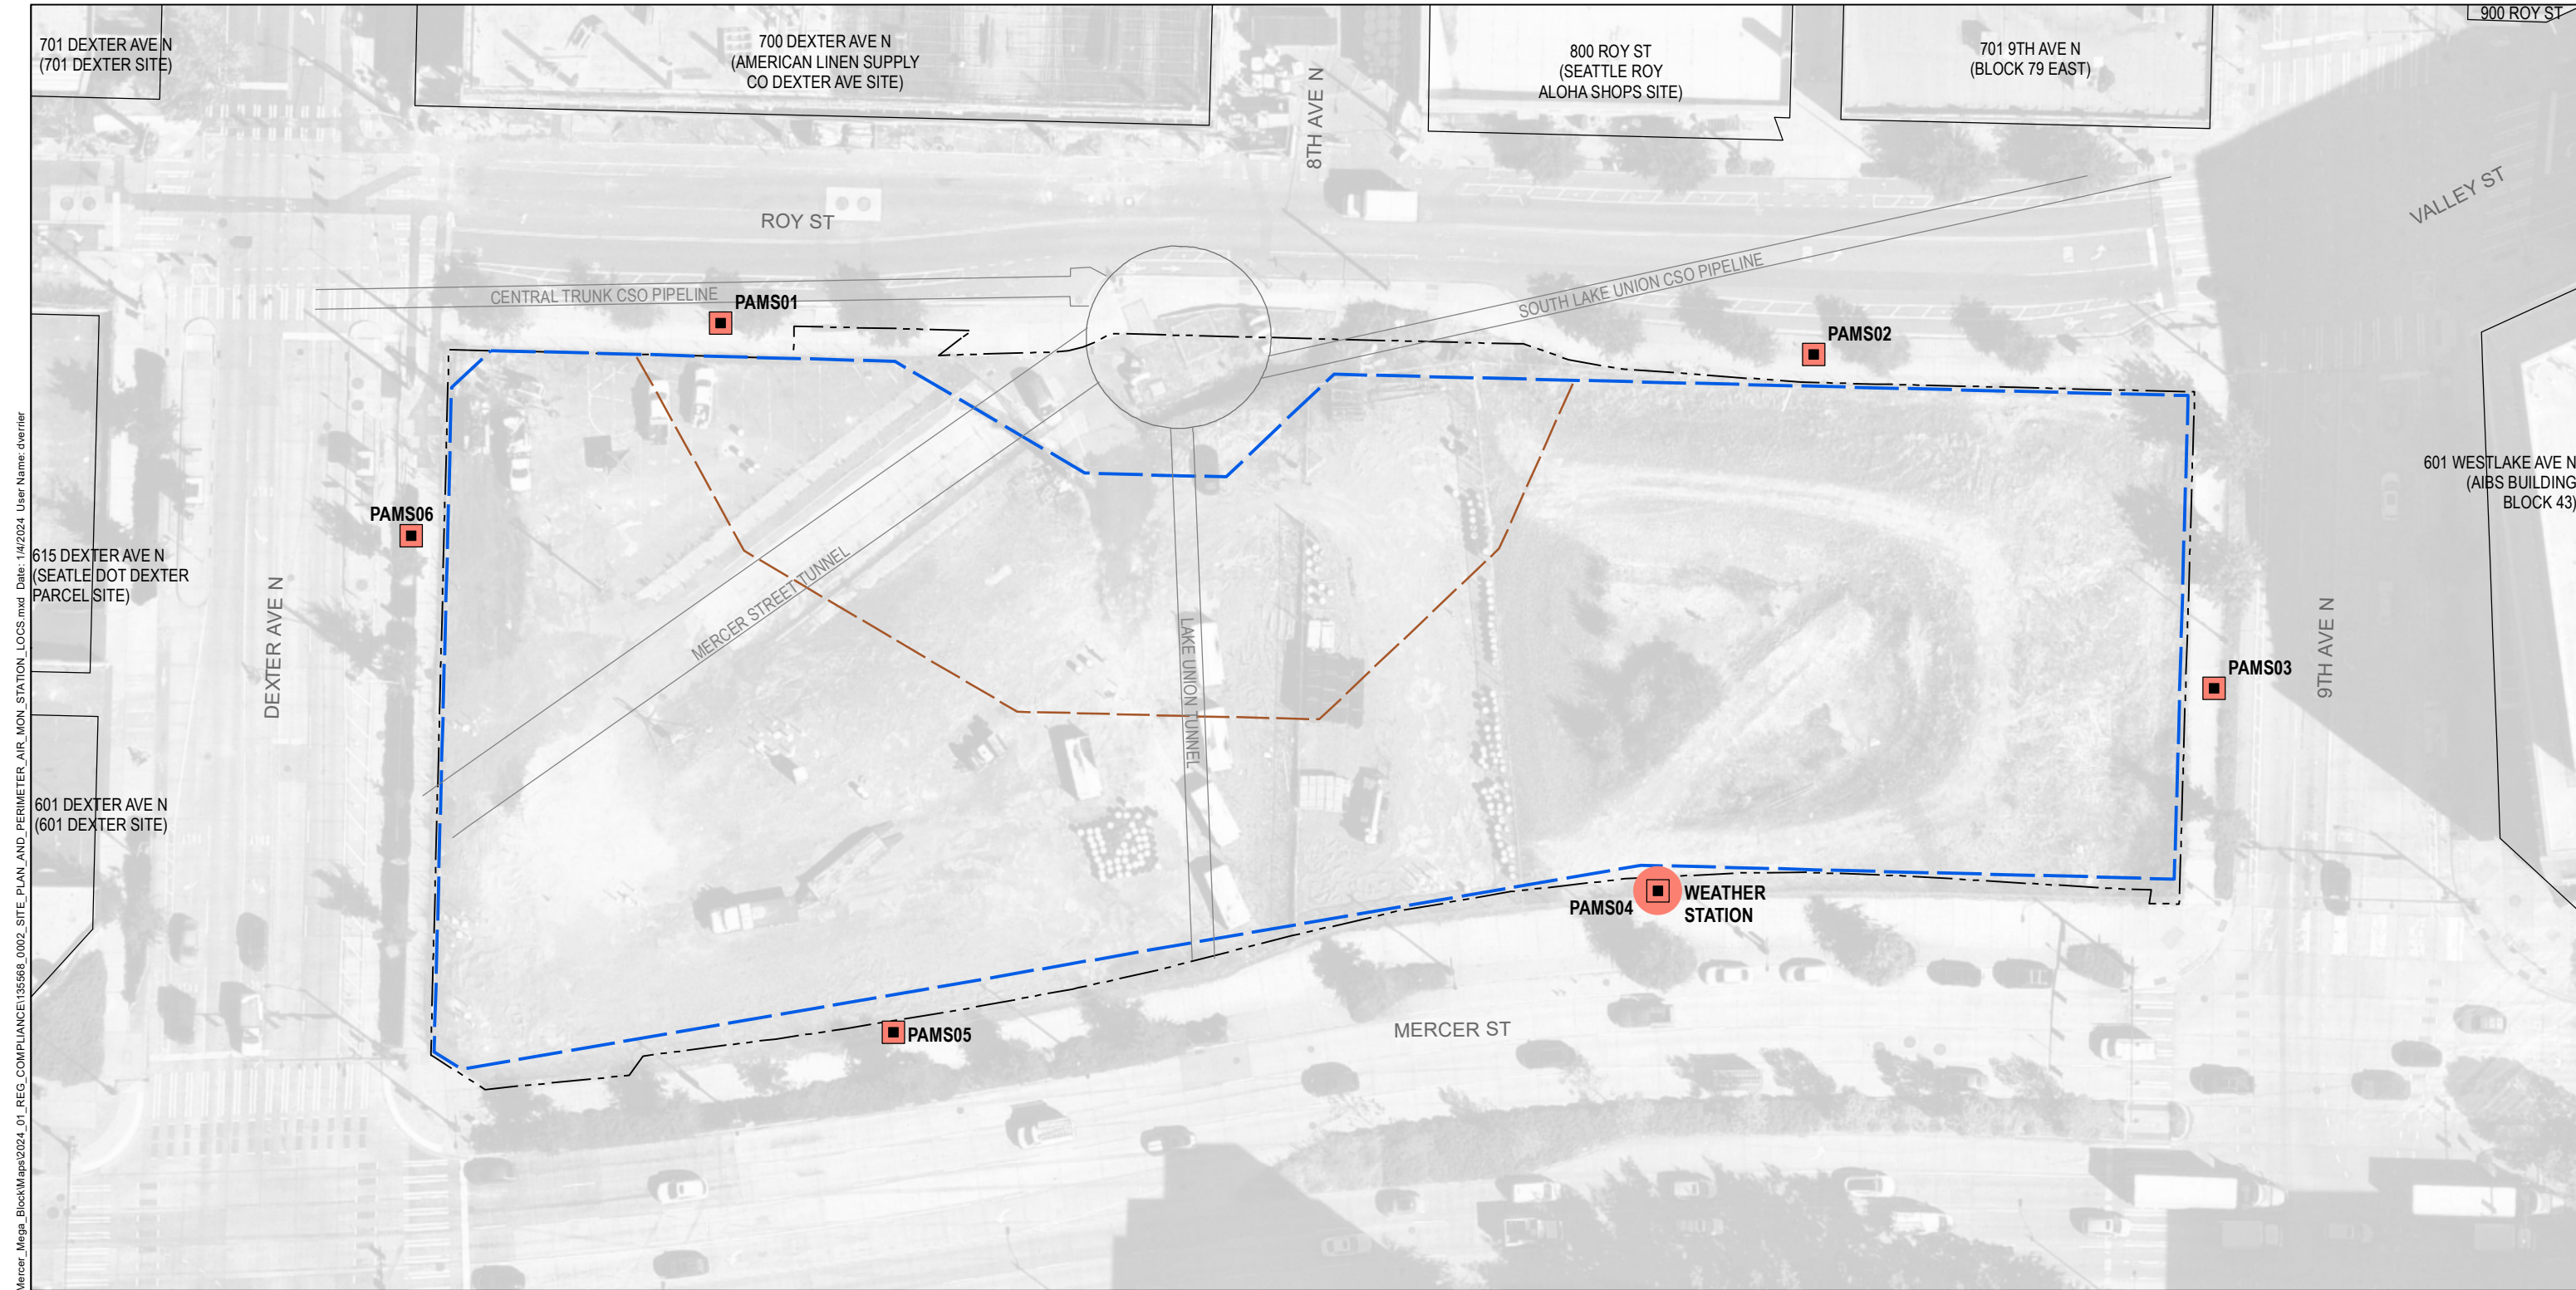 701 DEXTER AVE N
(701 DEXTER SITE)
700 DEXTER AVE N
(AMERICAN LINEN SUPPLY
CO DEXTER AVE SITE)
8TH AVE N
800 ROY ST
(SEATTLE ROY
ALOHA SHOPS SITE)
701 9TH AVE N
(BLOCK 79 EAST)
900 ROY ST
VALLEY ST
ROY ST
CENTRAL TRUNK CSO PIPELINE
PAMS01
SOUTH LAKE UNION CSO PIPELINE
PAMS02
601 WESTLAKE AVE N
(AIBS BUILDING
BLOCK 43)
PAMS06
615 DEXTER AVE N
(SEATLE DOT DEXTER
PARCEL SITE)
DEXTER AVE N
MERCER STREET TUNNEL
LAKE UNION TUNNEL
PAMS03
9TH AVE N
601 DEXTER AVE N
(601 DEXTER SITE)
PAMS04
WEATHER
STATION
PAMS05
MERCER ST
Mercer_Mega_Block\Maps\2024_01_REG_COMPLIANCE\135568_0002_SITE_PLAN_AND_PERIMETER_AIR_MON_STATION_LOCS.mxd Date: 1/4/2024 User Name: dverrier